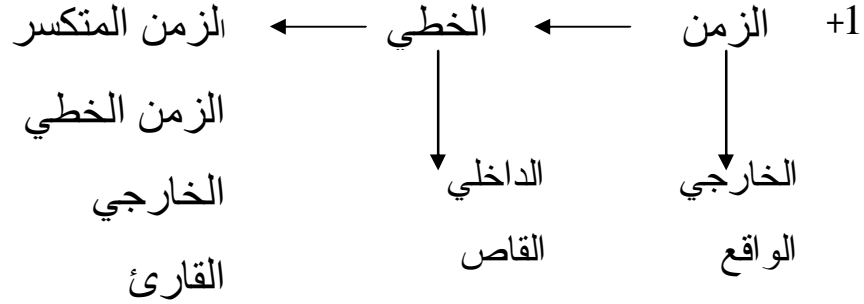 +1 الزمن الخطي الزمن المتكسر
الزمن الخطي
الخارجي الداخلي الخارجي
الواقع القاص القارئ